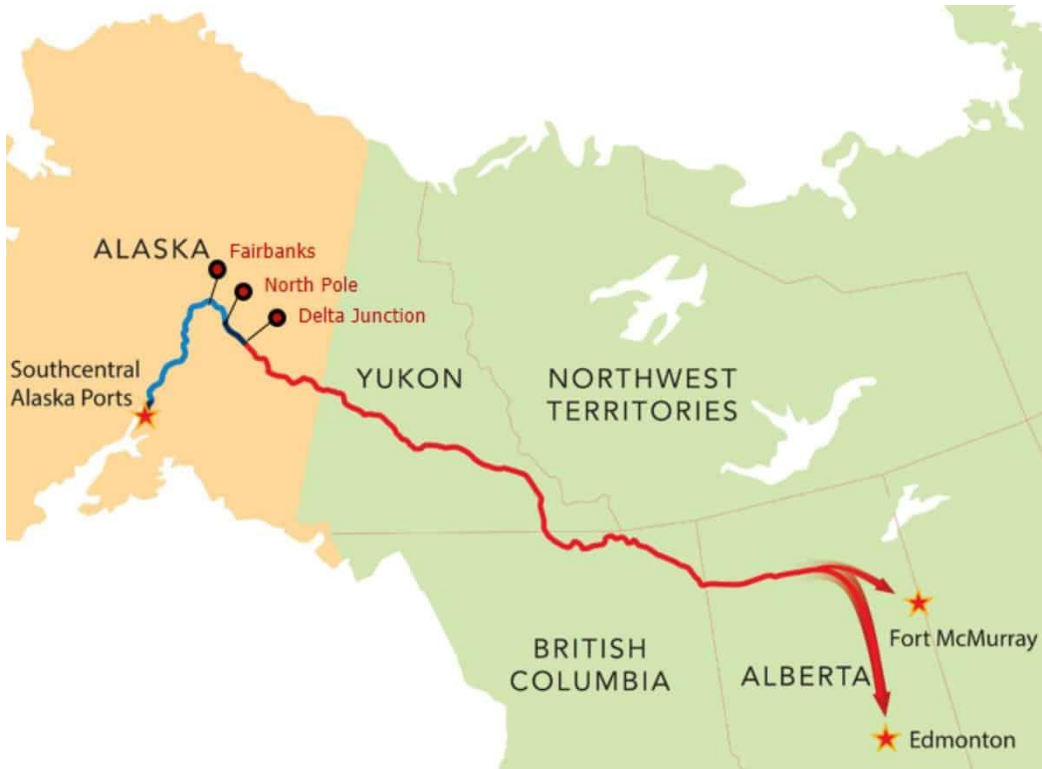 ALASKA
Fairbanks
North Pole
Delta Junction
Southcentral
Alaska Ports
YUKON
NORTHWEST
TERRITORIES
BRITISH
COLUMBIA
ALBERTA
Fort McMurray
Edmonton